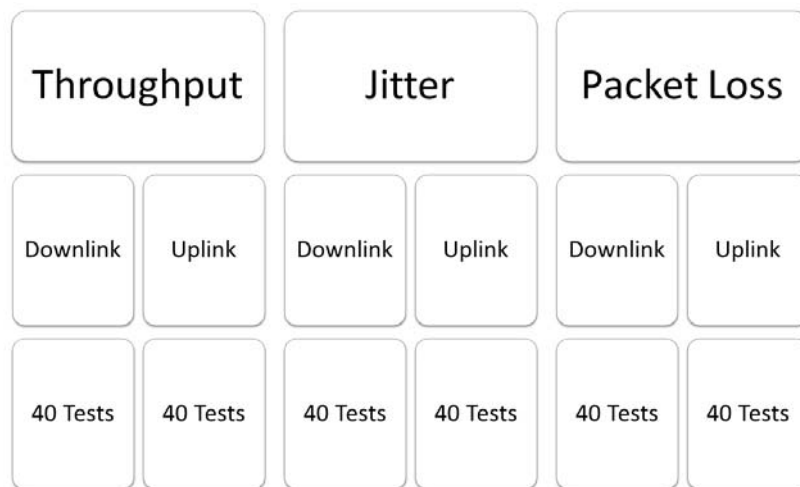 Throughput Jitter Packet Loss
Downlink Uplink Downlink Uplink Downlink Uplink
40 Tests 40 Tests 40 Tests 40 Tests 40 Tests 40 Tests